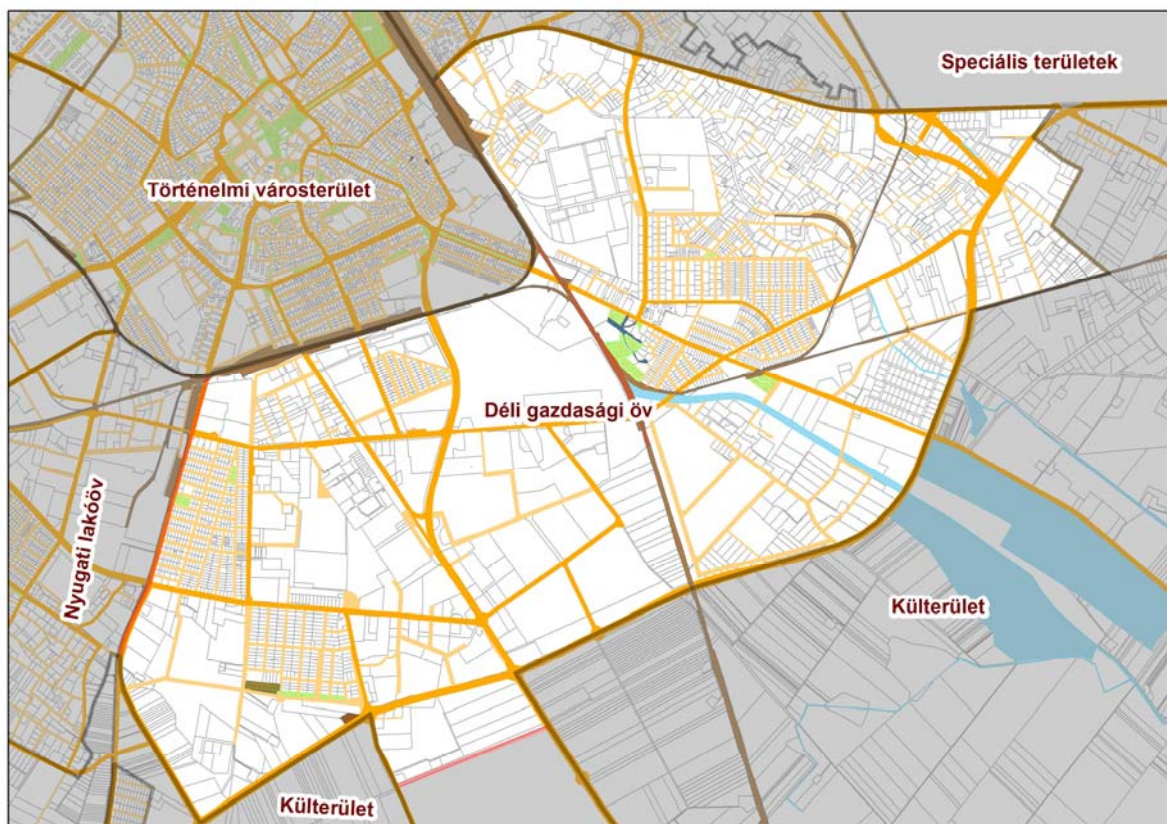 Speciális területek
Történelmi városterület
Déli gazdasági öv
Nyugati lakóöv
Külterület
Külterület